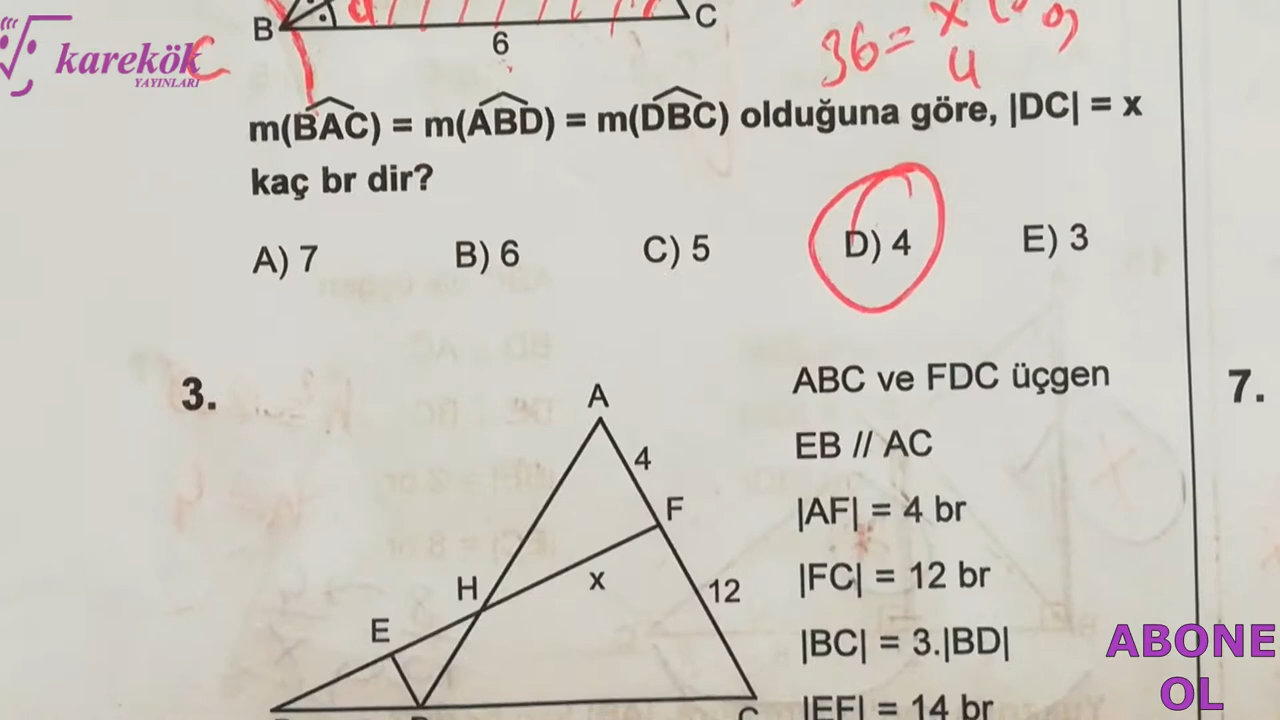 B
C
6
36 = x
4
karekök
YAYINLARI
m(BAC) = m(ABD) = m(DBC) olduğuna göre, |DC| = x
kaç br dir?
A) 7 B) 6 C) 5 D) 4 E) 3
3.
A
4
F
H
x
12
E
ABC ve FDC üçgen
EB // AC
|AF| = 4 br
|FC| = 12 br
|BC| = 3.|BD|
|EF| = 14 br
7.
ABONE
OL